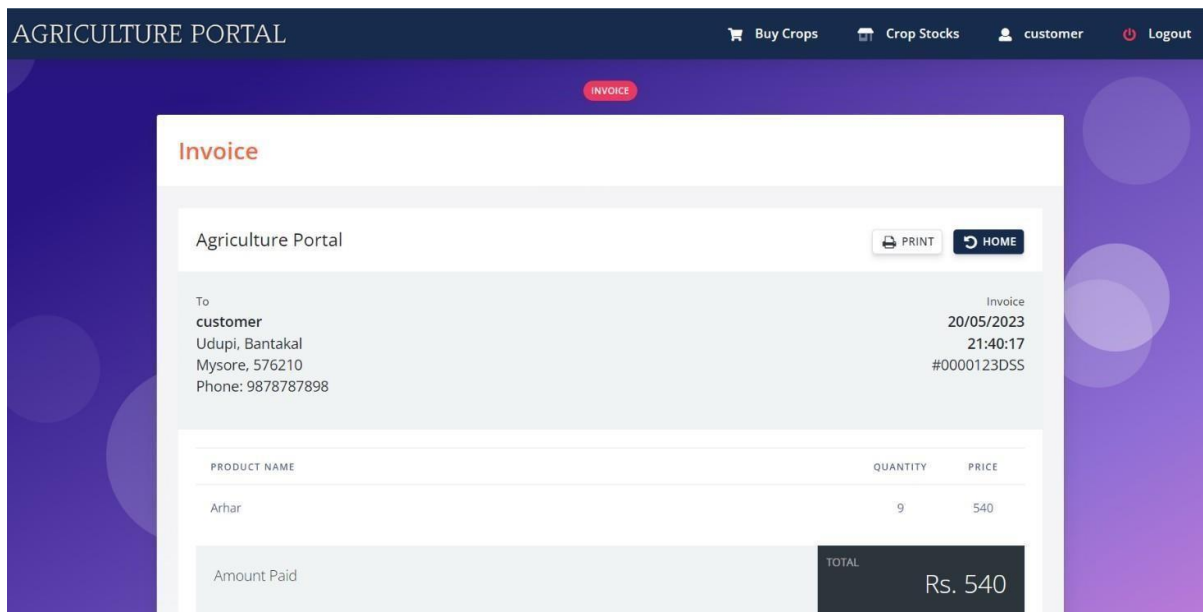 AGRICULTURE PORTAL Buy Crops Crop Stocks customer Logout
INVOICE
Invoice
Agriculture Portal PRINT HOME
To
customer
Udupi, Bantakal
Mysore, 576210
Phone: 9878787898
Invoice
20/05/2023
21:40:17
#0000123DSS
PRODUCT NAME QUANTITY PRICE
Arhar 9 540
Amount Paid
TOTAL
Rs. 540